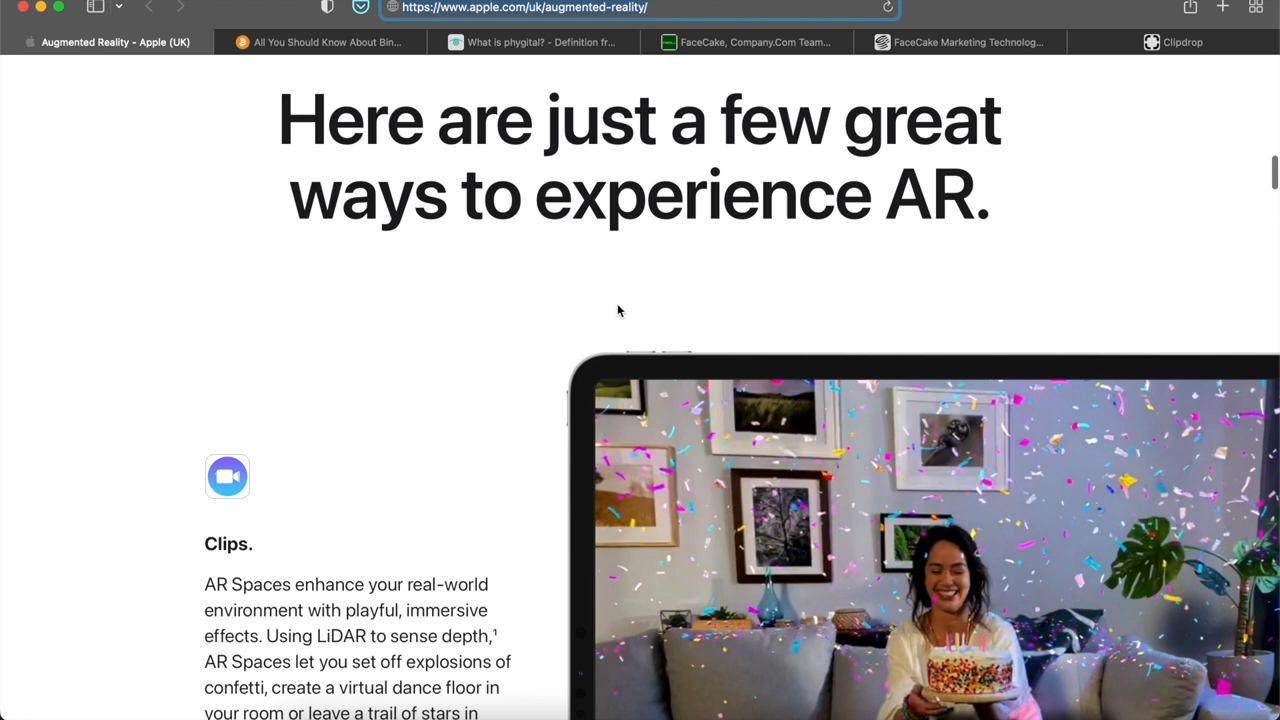 https://www.apple.com/uk/augmented-reality/
Augmented Reality - Apple (UK)
All You Should Know About Bin...
What is phygital? - Definition fr...
FaceCake, Company.Com Team...
FaceCake Marketing Technolog...
Clipdrop
Here are just a few great
ways to experience AR.
Clips.
AR Spaces enhance your real-world
environment with playful, immersive
effects. Using LiDAR to sense depth,¹
AR Spaces let you set off explosions of
confetti, create a virtual dance floor in
your room or leave a trail of stars in